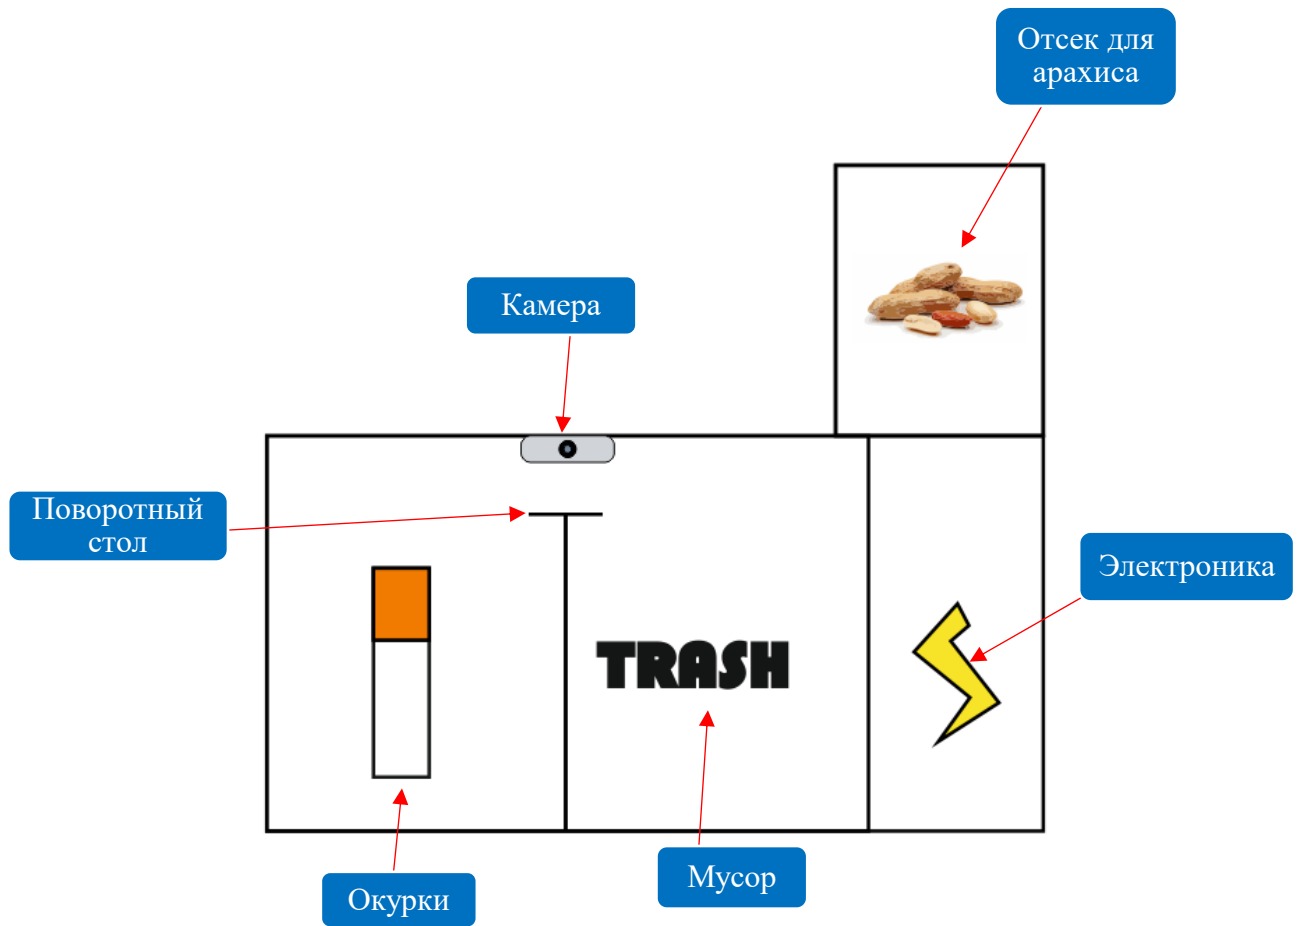 Отсек для
арахиса
Камера
Поворотный
стол
Электроника
TRASH
Мусор
Окурки